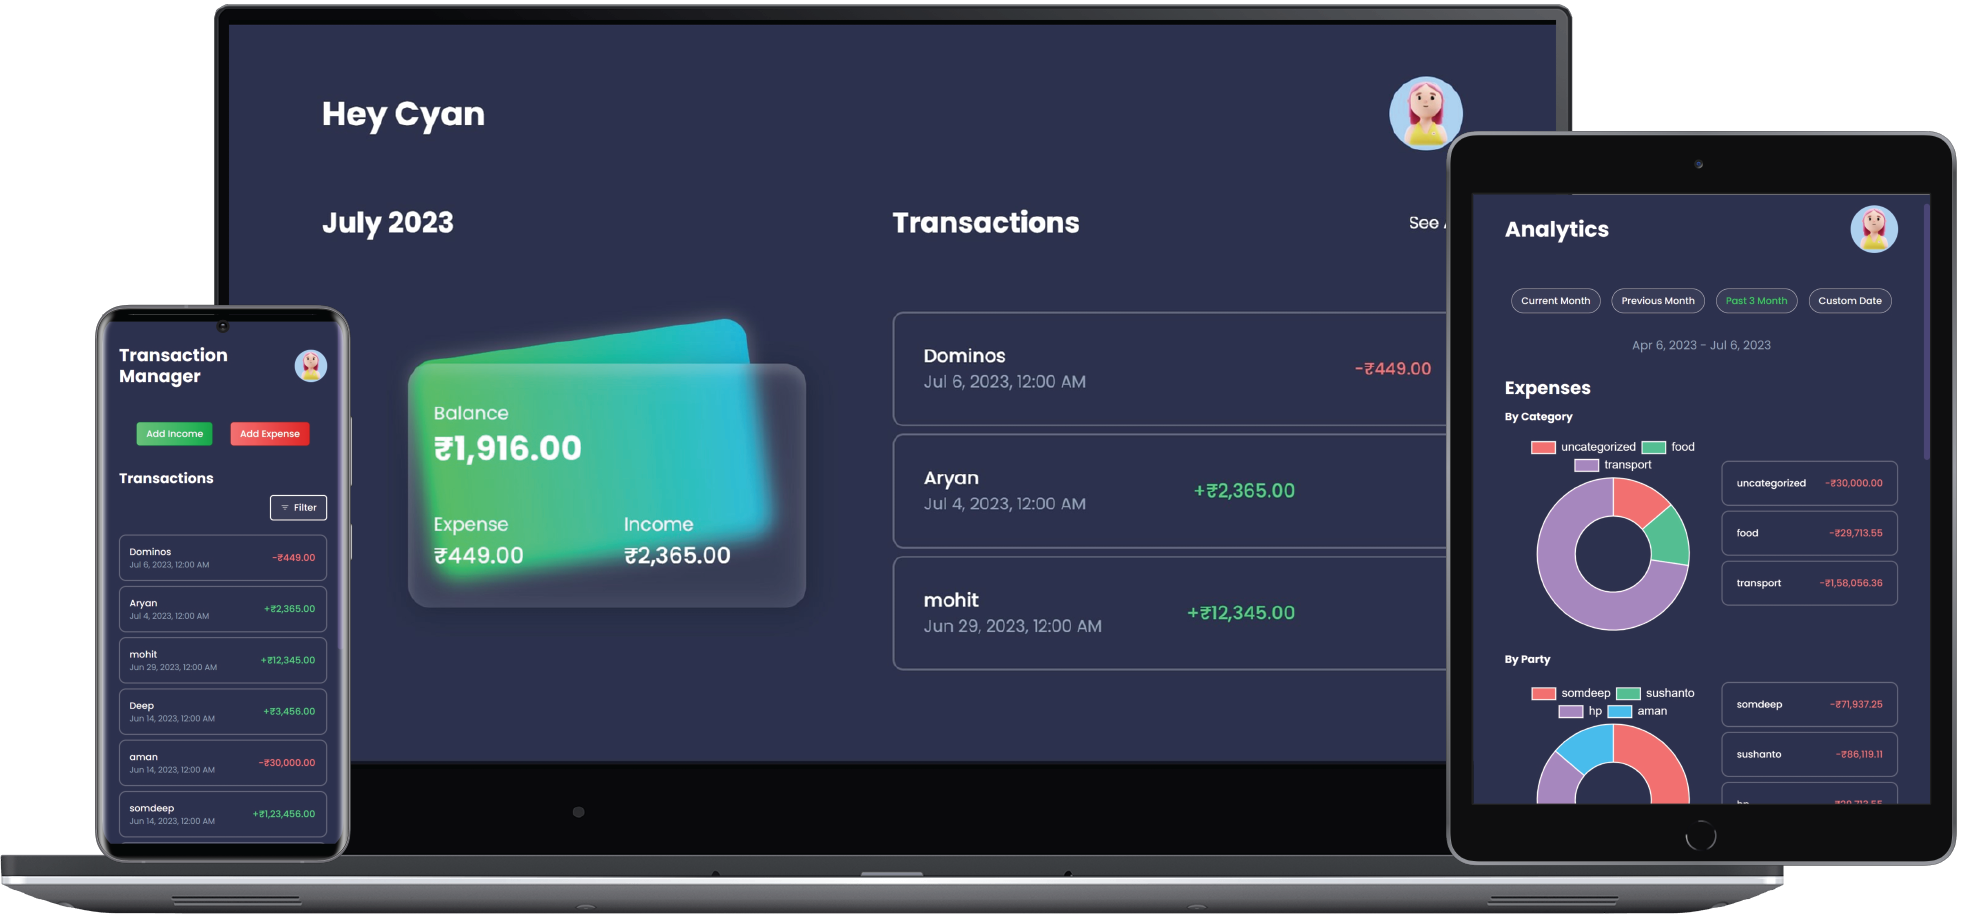 Hey Cyan
July 2023
Balance
₹1,916.00
Expense
Income
₹449.00
₹2,365.00
Transactions
See
Dominos
Jul 6, 2023, 12:00 AM
-₹449.00
Aryan
Jul 4, 2023, 12:00 AM
+₹2,365.00
mohit
Jun 29, 2023, 12:00 AM
+₹12,345.00
Transaction
Manager
Add Income
Add Expense
Transactions
Filter
Dominos
Jul 6, 2023, 12:00 AM
-₹449.00
Aryan
Jul 4, 2023, 12:00 AM
+₹2,365.00
mohit
Jun 29, 2023, 12:00 AM
+₹12,345.00
Deep
Jun 14, 2023, 12:00 AM
+₹3,456.00
aman
Jun 14, 2023, 12:00 AM
-₹30,000.00
somdeep
Jun 14, 2023, 12:00 AM
+₹1,23,456.00
Analytics
Current Month
Previous Month
Past 3 Month
Custom Date
Apr 6, 2023 - Jul 6, 2023
Expenses
By Category
uncategorized food
transport
uncategorized -₹30,000.00
food -₹29,713.55
transport -₹1,58,056.36
By Party
somdeep sushanto
hp aman
somdeep -₹71,937.25
sushanto -₹86,119.11